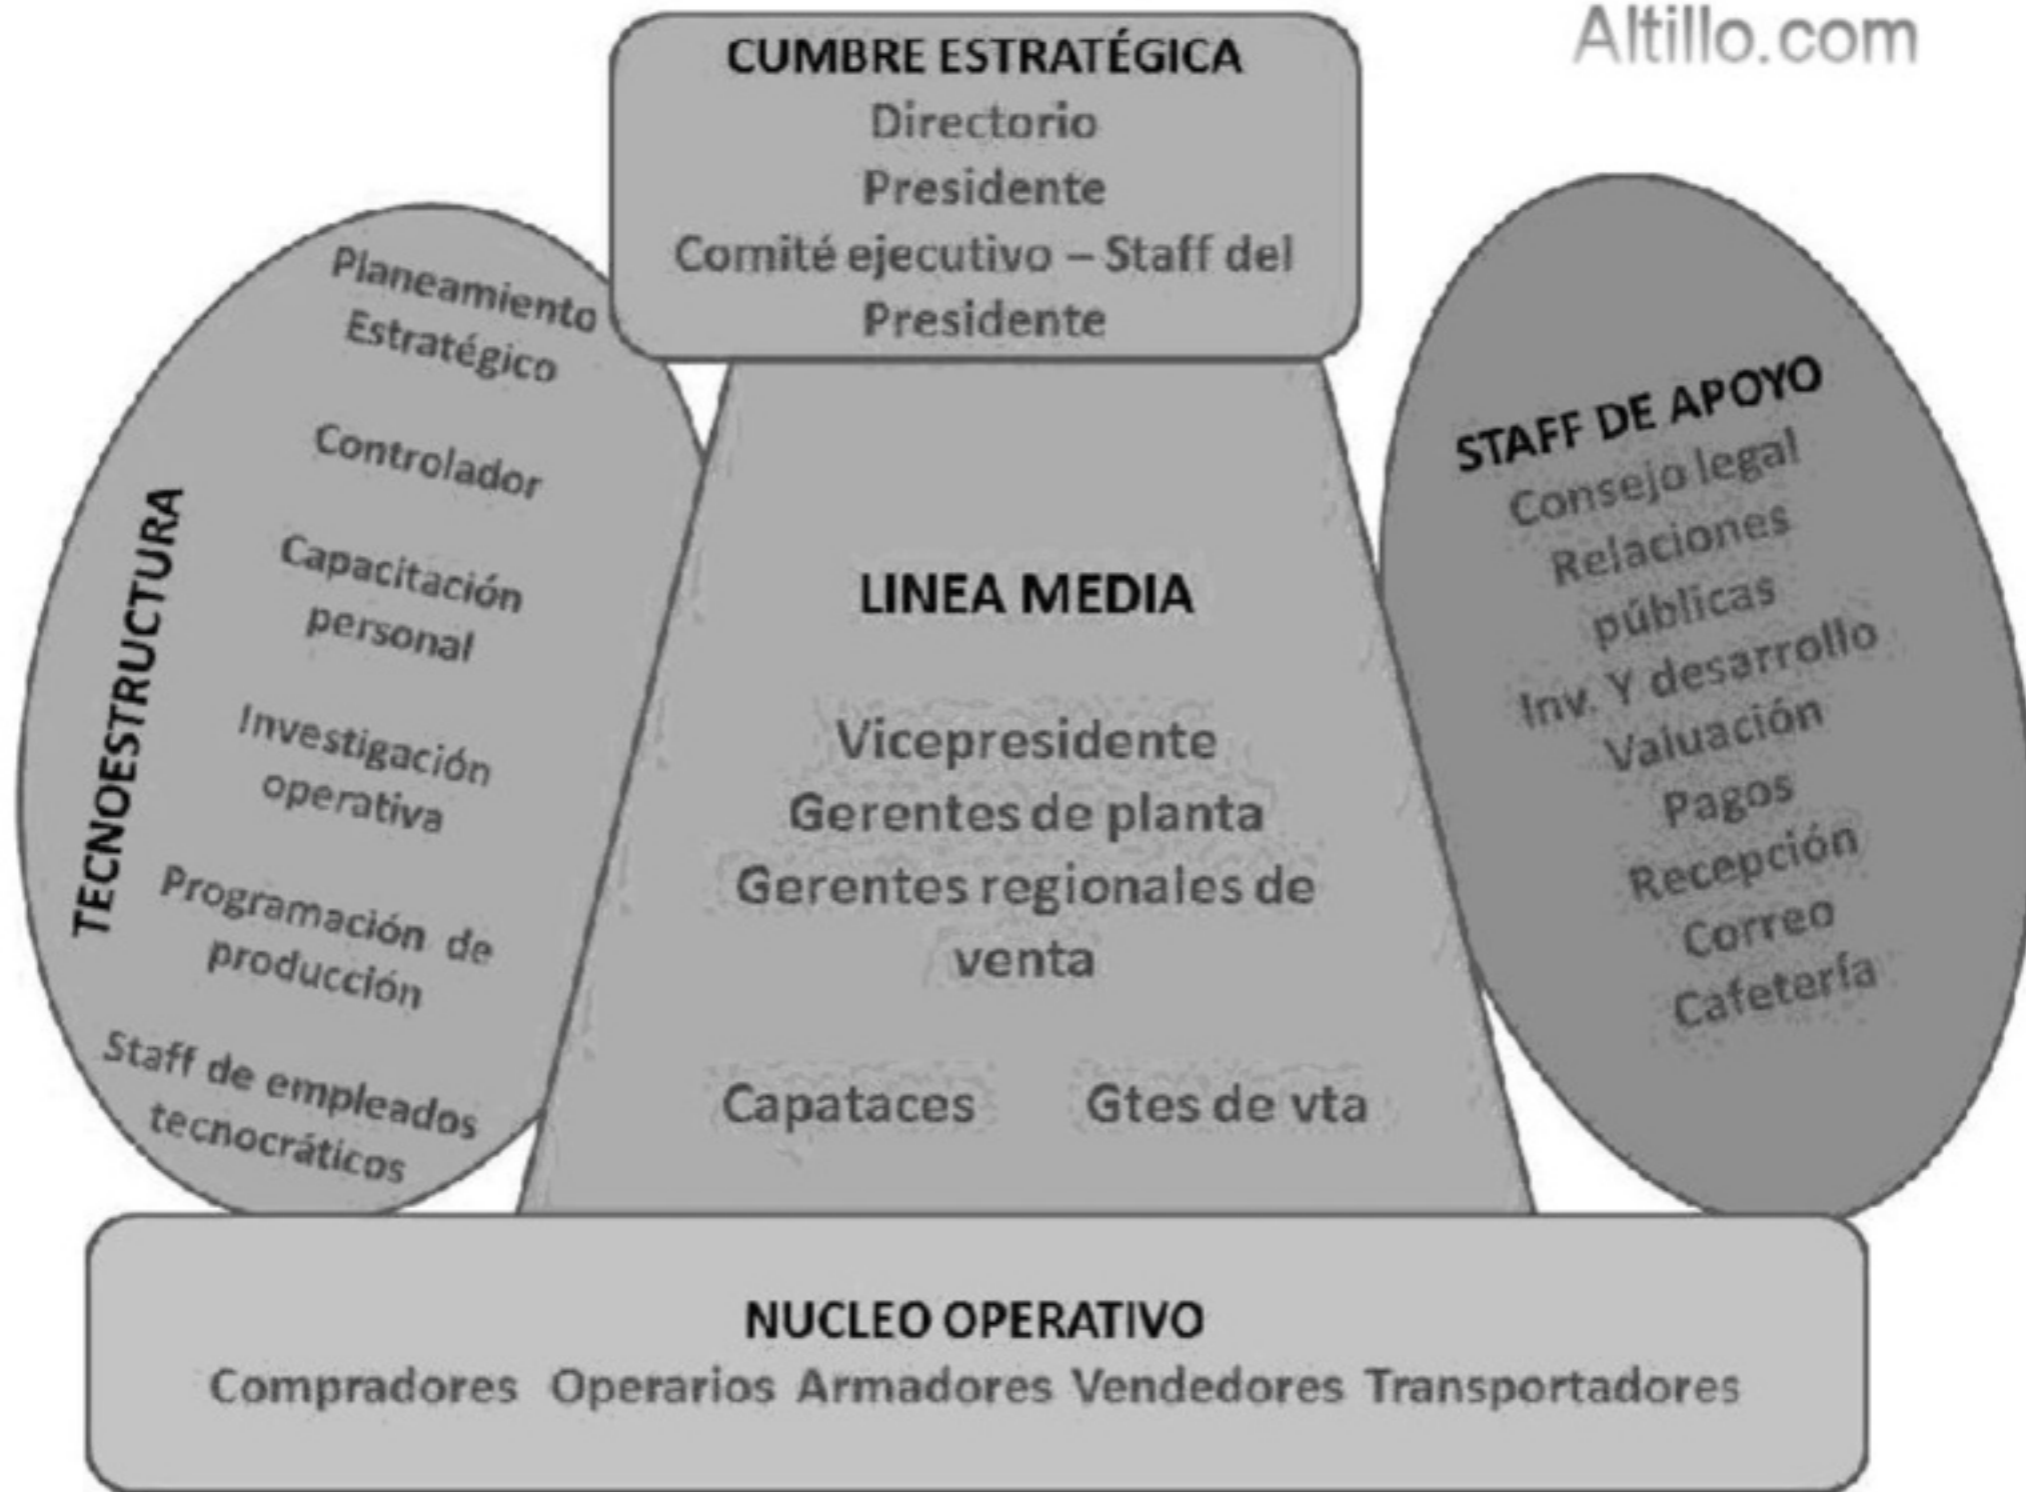 Altillo.com
CUMBRE ESTRATÉGICA
Directorio
Presidente
Comité ejecutivo – Staff del
Presidente
TECNOESTRUCTURA
Planeamiento
Estratégico
Controlador
Capacitación
personal
Investigación
operativa
Programación de
producción
Staff de empleados
tecnocráticos
LINEA MEDIA
Vicepresidente
Gerentes de planta
Gerentes regionales de
venta
Capataces Gtes de vta
STAFF DE APOYO
Consejo legal
Relaciones
públicas
Inv. Y desarrollo
Valuación
Pagos
Recepción
Correo
Cafetería
NUCLEO OPERATIVO
Compradores Operarios Armadores Vendedores Transportadores